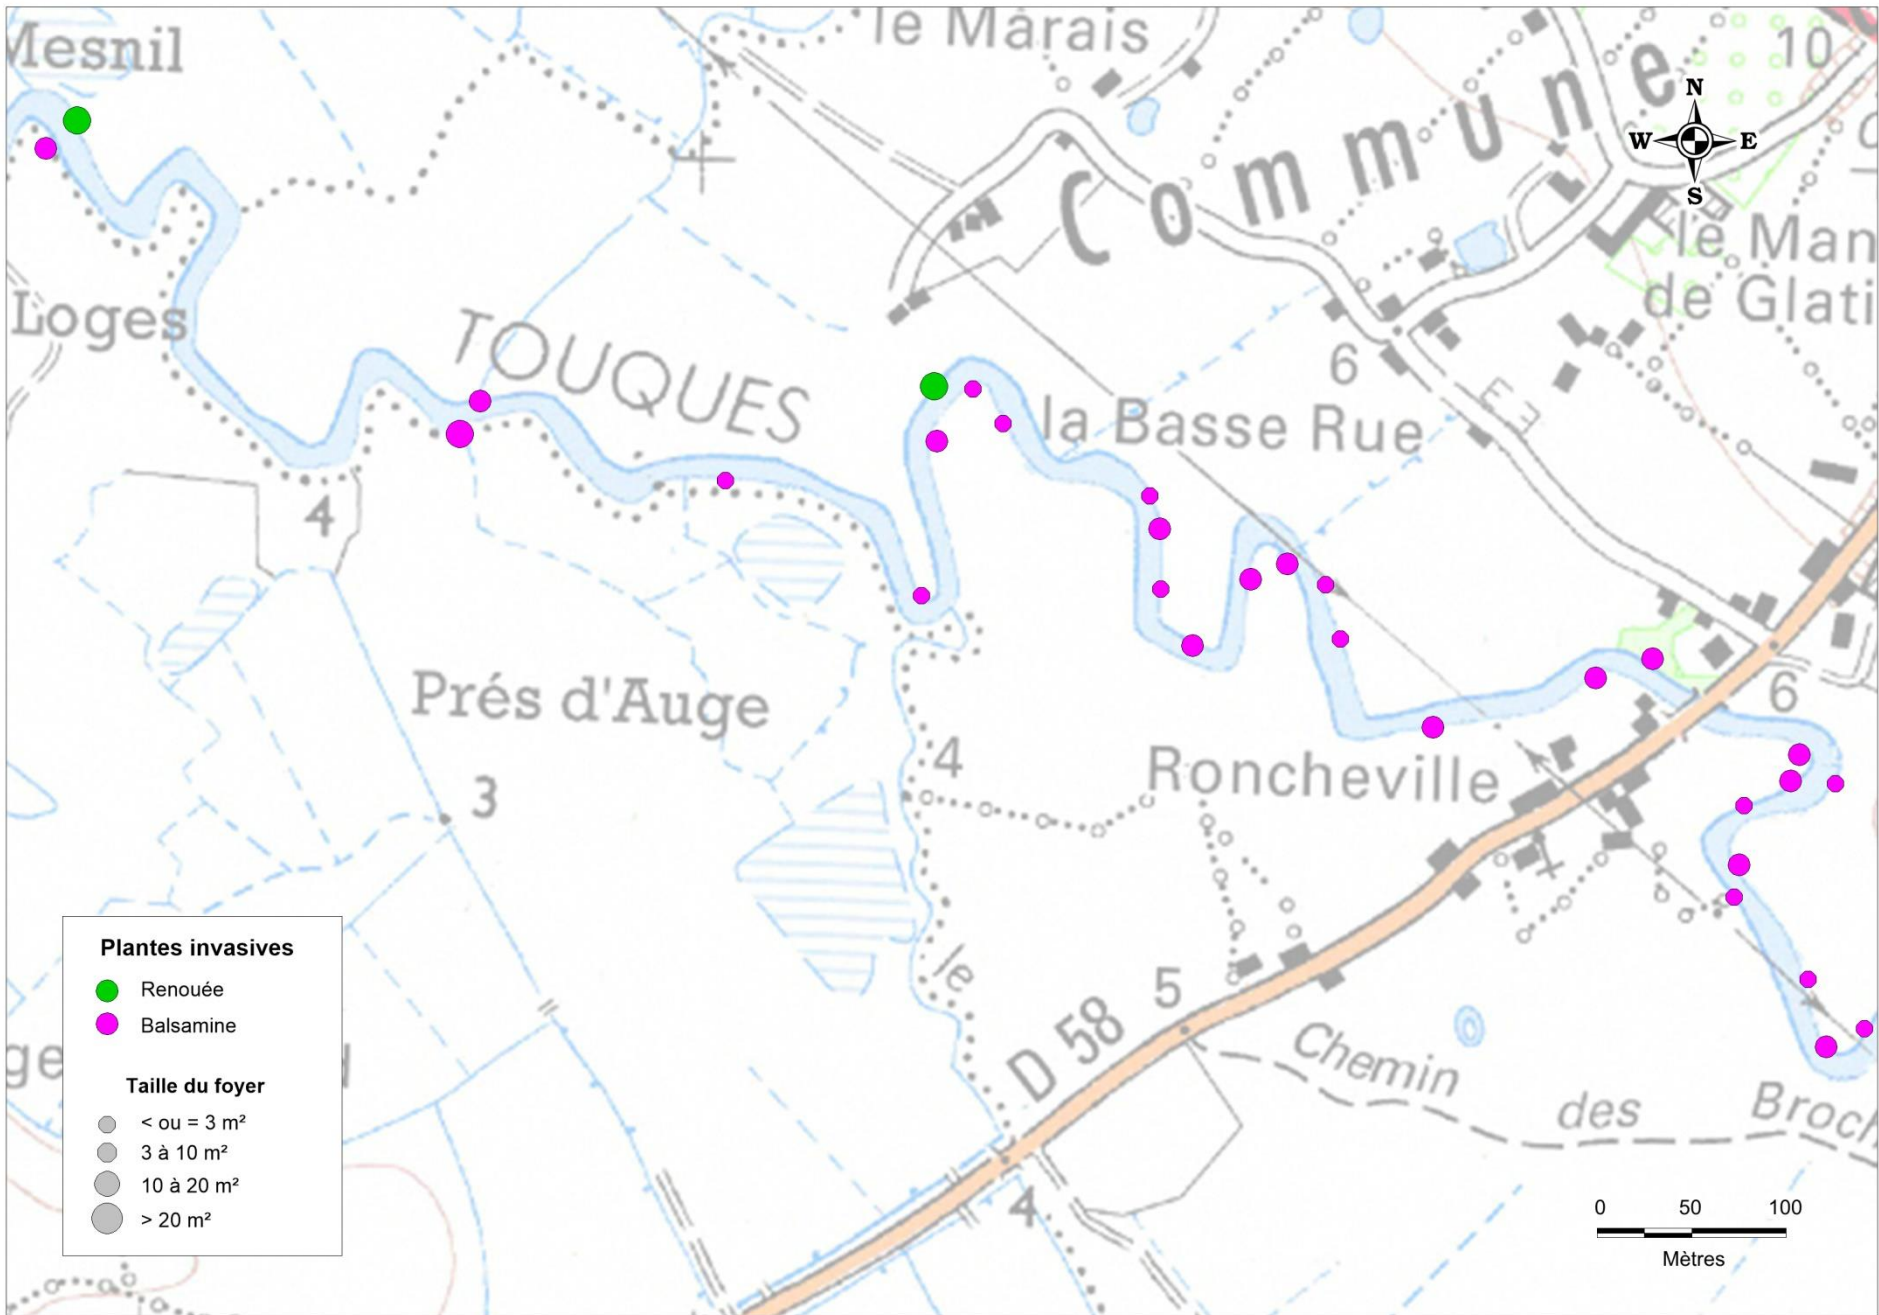 Mesnil
le Marais
Commune
10
N
W E
S
le Man
de Glati
Loges
TOUQUES
6
la Basse Rue
4
Prés d'Auge
4
3
Roncheville
6
le
5
D 58
Chemin
des
Broch
4
Plantes invasives
Renouée
Balsamine
Taille du foyer
< ou = 3 m²
3 à 10 m²
10 à 20 m²
> 20 m²
0 50 100
Mètres